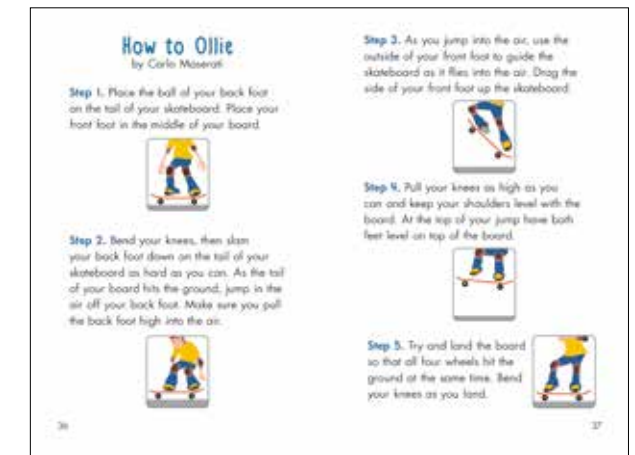 How to Ollie
by Carlo Maserati
Step 1. Place the ball of your back foot
on the tail of your skateboard. Place your
front foot in the middle of your board.
Step 2. Bend your knees, then slam
your back foot down on the tail of your
skateboard as hard as you can. As the tail
of your board hits the ground, jump in the
air off your back foot. Make sure you pull
the back foot high into the air.
36
Step 3. As you jump into the air, use the
outside of your front foot to guide the
skateboard as it flies into the air. Drag the
side of your front foot up the skateboard.
Step 4. Pull your knees as high as you
can and keep your shoulders level with the
board. At the top of your jump have both
feet level on top of the board.
Step 5. Try and land the board
so that all four wheels hit the
ground at the same time. Bend
your knees as you land.
37